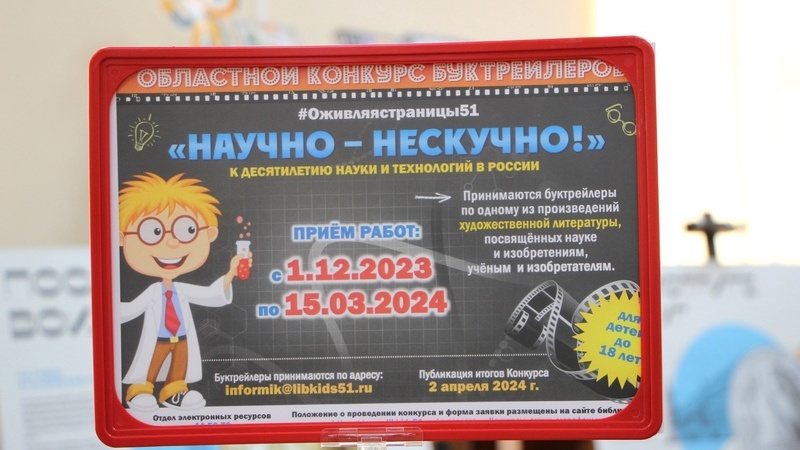 ОБЛАСТНОЙ КОНКУРС БУКТРЕЙЛЕРОВ
#Оживляястраницы51
«НАУЧНО – НЕСКУЧНО!»
К ДЕСЯТИЛЕТИЮ НАУКИ И ТЕХНОЛОГИЙ В РОССИИ
Принимаются буктрейлеры
по одному из произведений
художественной литературы,
посвящённых науке
и изобретениям,
учёным и изобретателям.
ПРИЁМ РАБОТ:
с 1.12.2023
по 15.03.2024
для
детей
до
18 лет
Буктрейлеры принимаются по адресу:
informik@libkids51.ru
Публикация итогов Конкурса
2 апреля 2024 г.
Отдел электронных ресурсов
Положение о проведении конкурса и форма заявки размещены на сайте библи